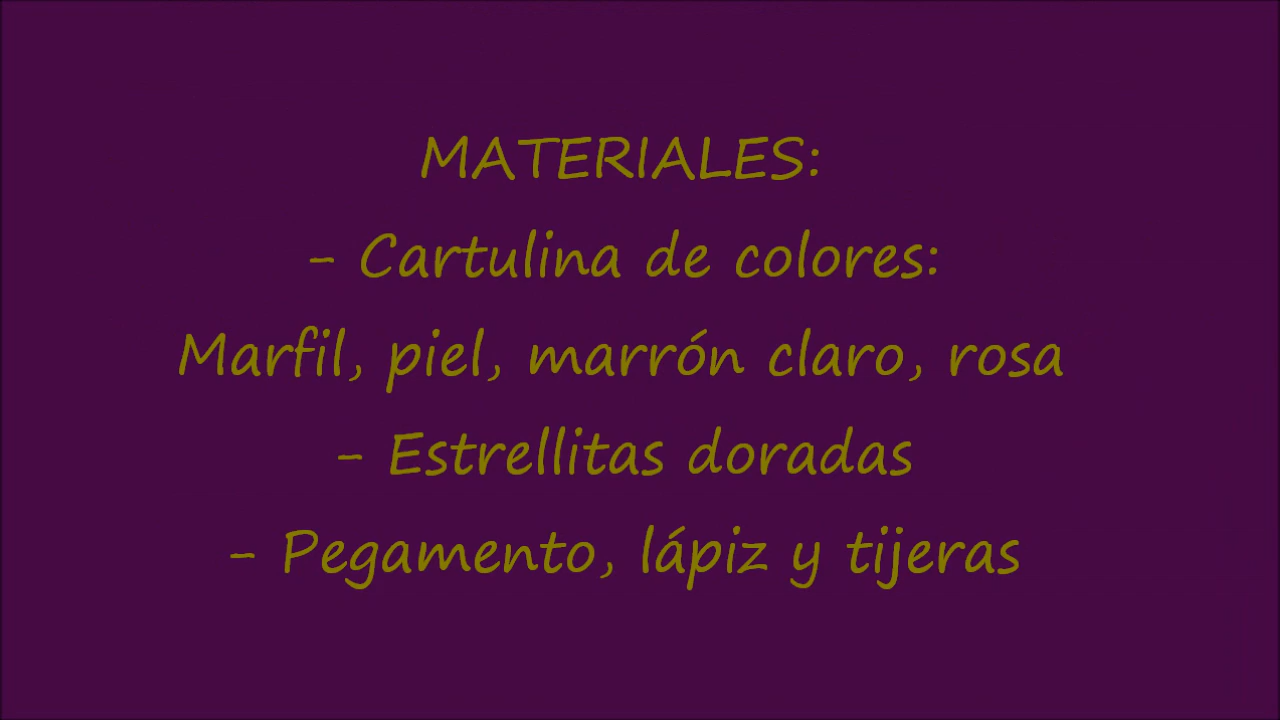 MATERIALES:
- Cartulina de colores:
Marfil, piel, marrón claro, rosa
- Estrellitas doradas
- Pegamento, lápiz y tijeras